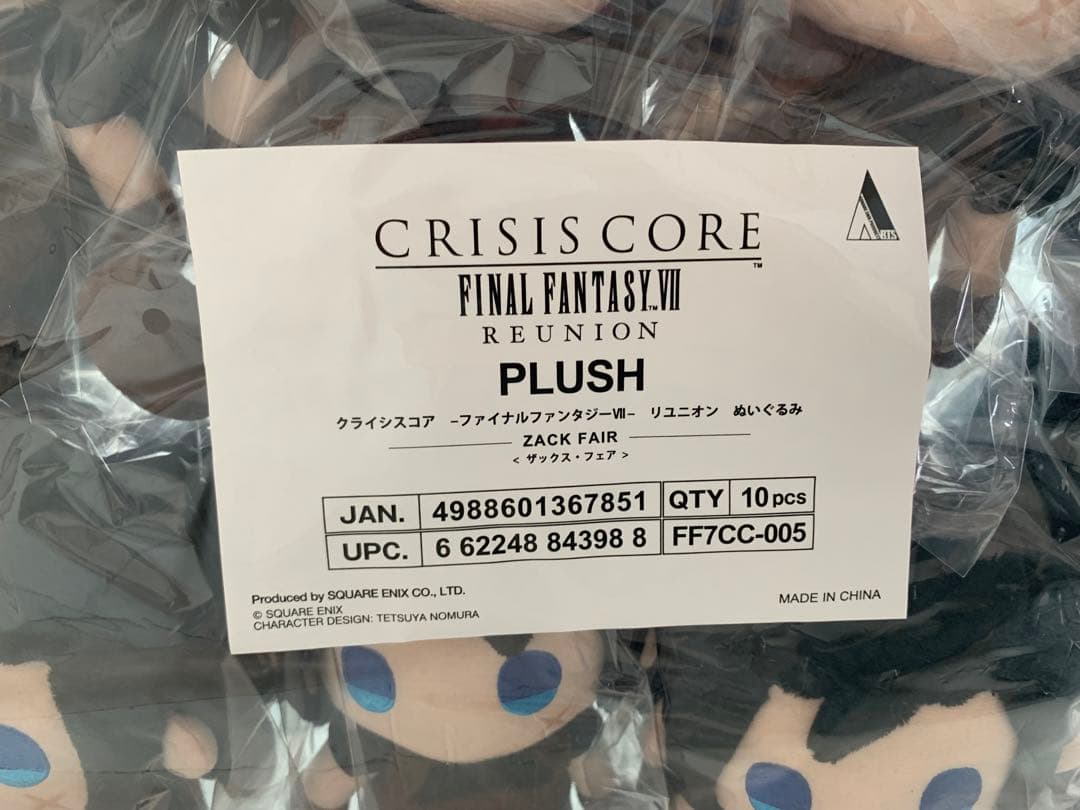 CRISIS CORE
™
FINAL FANTASY™ VII
REUNION
PLUSH
クライシスコア −ファイナルファンタジーⅦ− リユニオン ぬいぐるみ
ZACK FAIR
< ザックス・フェア >
JAN. 4988601367851 QTY 10 pcs
UPC. 6 62248 84398 8 FF7CC-005
Produced by SQUARE ENIX CO., LTD.
© SQUARE ENIX
CHARACTER DESIGN: TETSUYA NOMURA
MADE IN CHINA